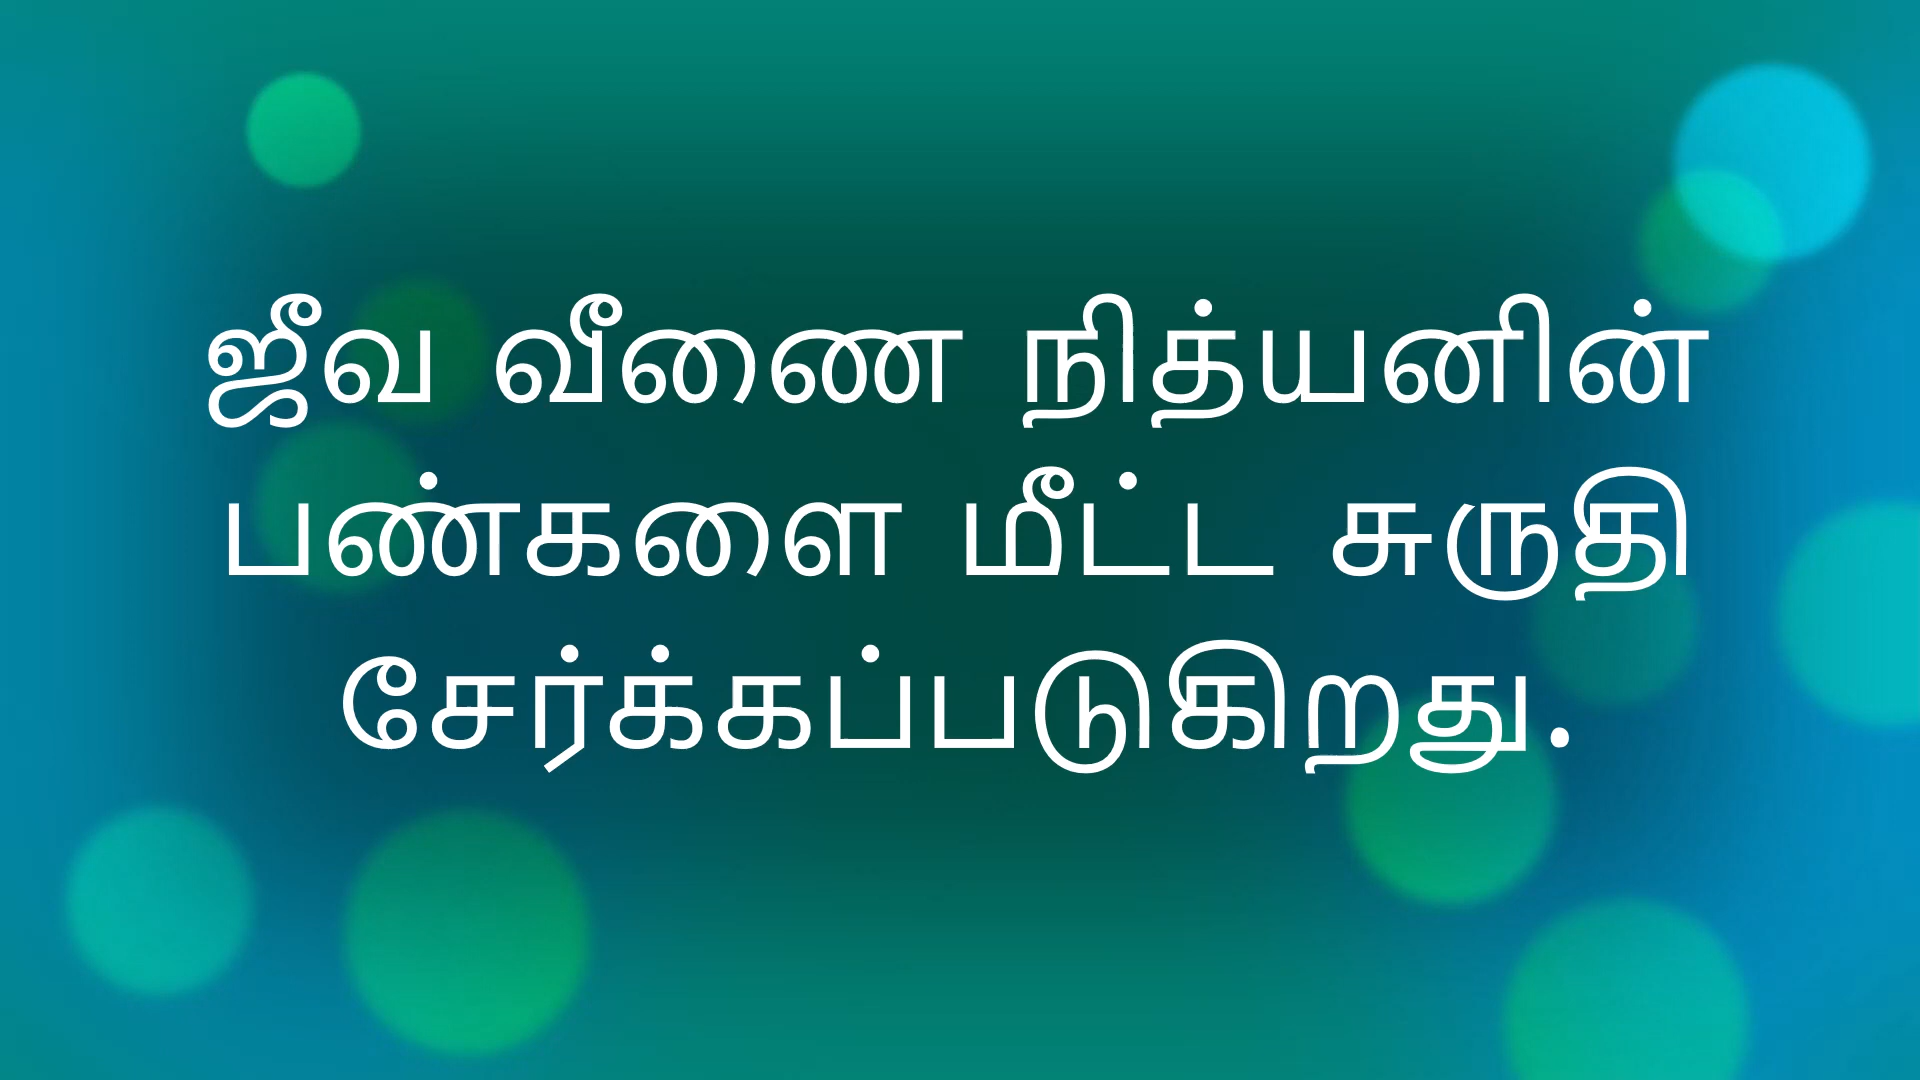 ஜீவ வீணை நித்யனின்
பண்களை மீட்ட சுருதி
சேர்க்கப்படுகிறது.